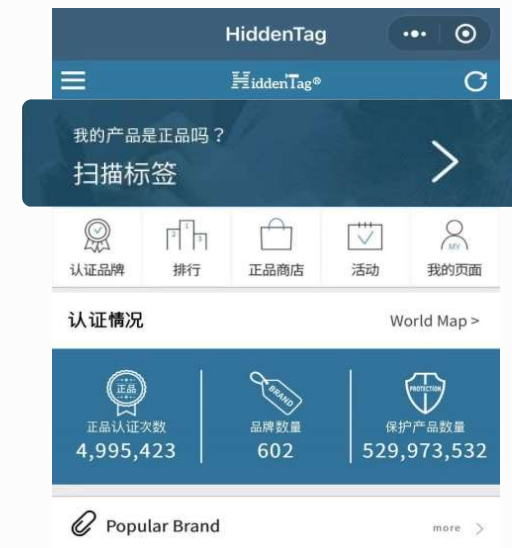 HiddenTag
HiddenTag®
我的产品是正品吗？
扫描标签
2 1 3
MY
认证品牌 排行 正品商店 活动 我的页面
认证情况 World Map >
正品 BRAND PROTECTION
正品认证次数 品牌数量 保护产品数量
4,995,423 602 529,973,532
Popular Brand more >